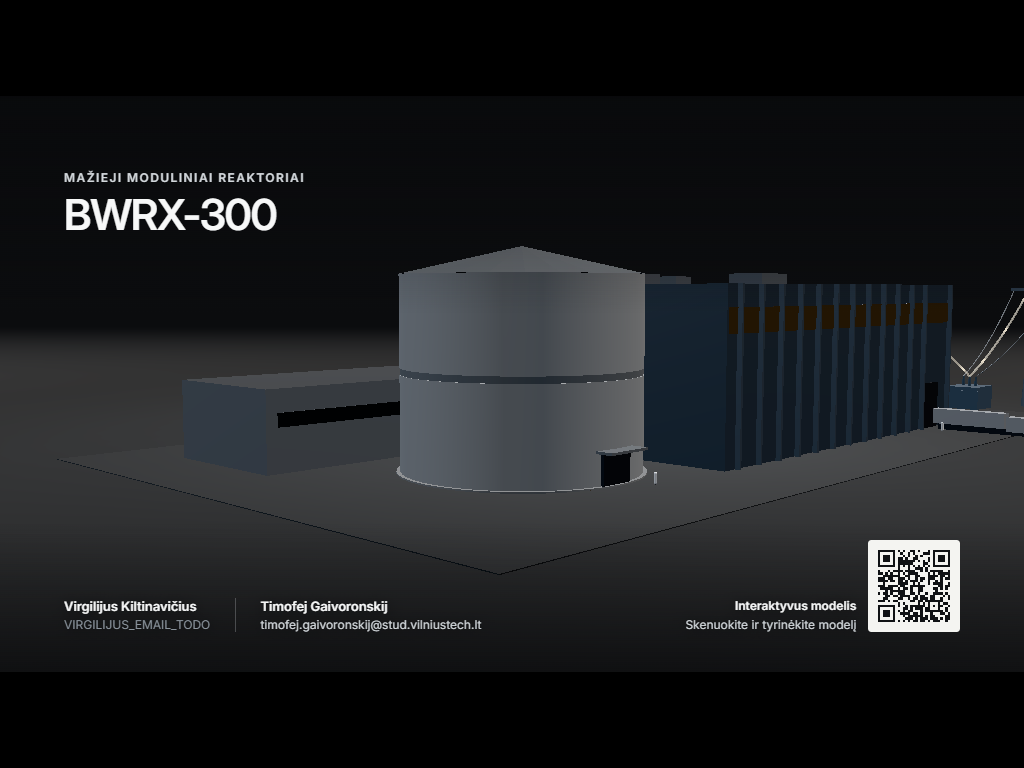 MAŽIEJI MODULINIAI REAKTORIAI
BWRX-300
Virgilijus Kiltinavičius
VIRGILIJUS_EMAIL_TODO
Timofej Gaivoronskij
timofej.gaivoronskij@stud.vilniustech.lt
Interaktyvus modelis
Skenuokite ir tyrinėkite modelį